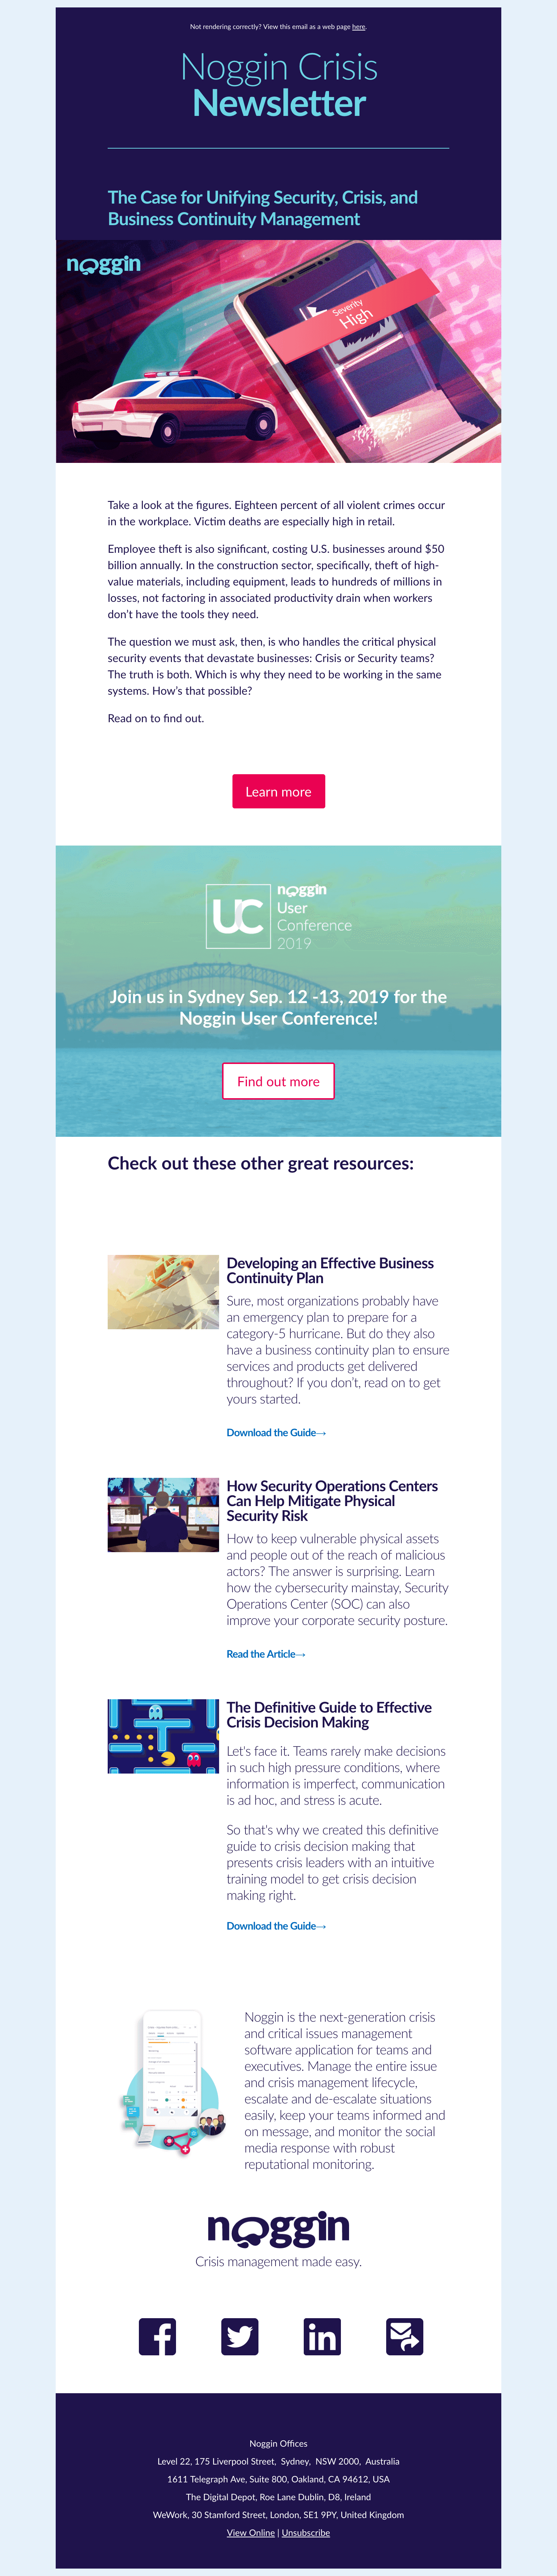 Not rendering correctly? View this email as a web page here.
Noggin Crisis
Newsletter
The Case for Unifying Security, Crisis, and
Business Continuity Management
noggin
Severity
High
Take a look at the figures. Eighteen percent of all violent crimes occur
in the workplace. Victim deaths are especially high in retail.
Employee theft is also significant, costing U.S. businesses around $50
billion annually. In the construction sector, specifically, theft of high-
value materials, including equipment, leads to hundreds of millions in
losses, not factoring in associated productivity drain when workers
don't have the tools they need.
The question we must ask, then, is who handles the critical physical
security events that devastate businesses: Crisis or Security teams?
The truth is both. Which is why they need to be working in the same
systems. How's that possible?
Read on to find out.
Learn more
UC
noggin
User
Conference
2019
Join us in Sydney Sep. 12 -13, 2019 for the
Noggin User Conference!
Find out more
Check out these other great resources:
Developing an Effective Business
Continuity Plan
Sure, most organizations probably have
an emergency plan to prepare for a
category-5 hurricane. But do they also
have a business continuity plan to ensure
services and products get delivered
throughout? If you don't, read on to get
yours started.
Download the Guide→
How Security Operations Centers
Can Help Mitigate Physical
Security Risk
How to keep vulnerable physical assets
and people out of the reach of malicious
actors? The answer is surprising. Learn
how the cybersecurity mainstay, Security
Operations Center (SOC) can also
improve your corporate security posture.
Read the Article→
The Definitive Guide to Effective
Crisis Decision Making
Let's face it. Teams rarely make decisions
in such high pressure conditions, where
information is imperfect, communication
is ad hoc, and stress is acute.
So that's why we created this definitive
guide to crisis decision making that
presents crisis leaders with an intuitive
training model to get crisis decision
making right.
Download the Guide→
Noggin is the next-generation crisis
and critical issues management
software application for teams and
executives. Manage the entire issue
and crisis management lifecycle,
escalate and de-escalate situations
easily, keep your teams informed and
on message, and monitor the social
media response with robust
reputational monitoring.
noggin
Crisis management made easy.
Noggin Offices
Level 22, 175 Liverpool Street, Sydney, NSW 2000, Australia
1611 Telegraph Ave, Suite 800, Oakland, CA 94612, USA
The Digital Depot, Roe Lane Dublin, D8, Ireland
WeWork, 30 Stamford Street, London, SE1 9PY, United Kingdom
View Online | Unsubscribe